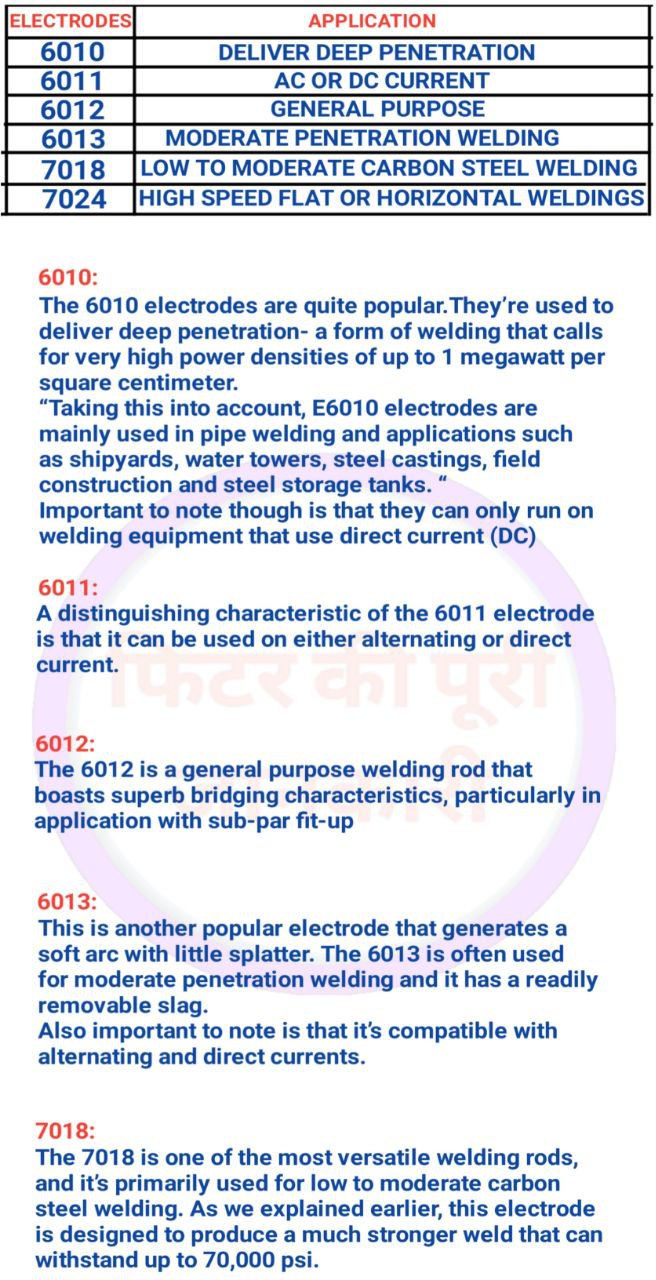 ELECTRODES APPLICATION
6010 DELIVER DEEP PENETRATION
6011 AC OR DC CURRENT
6012 GENERAL PURPOSE
6013 MODERATE PENETRATION WELDING
7018 LOW TO MODERATE CARBON STEEL WELDING
7024 HIGH SPEED FLAT OR HORIZONTAL WELDINGS
6010:
The 6010 electrodes are quite popular.They’re used to
deliver deep penetration- a form of welding that calls
for very high power densities of up to 1 megawatt per
square centimeter.
“Taking this into account, E6010 electrodes are
mainly used in pipe welding and applications such
as shipyards, water towers, steel castings, field
construction and steel storage tanks. “
Important to note though is that they can only run on
welding equipment that use direct current (DC)
6011:
A distinguishing characteristic of the 6011 electrode
is that it can be used on either alternating or direct
current.
फिटर की पूरी
6012:
The 6012 is a general purpose welding rod that
boasts superb bridging characteristics, particularly in
application with sub-par fit-up
6013:
This is another popular electrode that generates a
soft arc with little splatter. The 6013 is often used
for moderate penetration welding and it has a readily
removable slag.
Also important to note is that it’s compatible with
alternating and direct currents.
7018:
The 7018 is one of the most versatile welding rods,
and it’s primarily used for low to moderate carbon
steel welding. As we explained earlier, this electrode
is designed to produce a much stronger weld that can
withstand up to 70,000 psi.